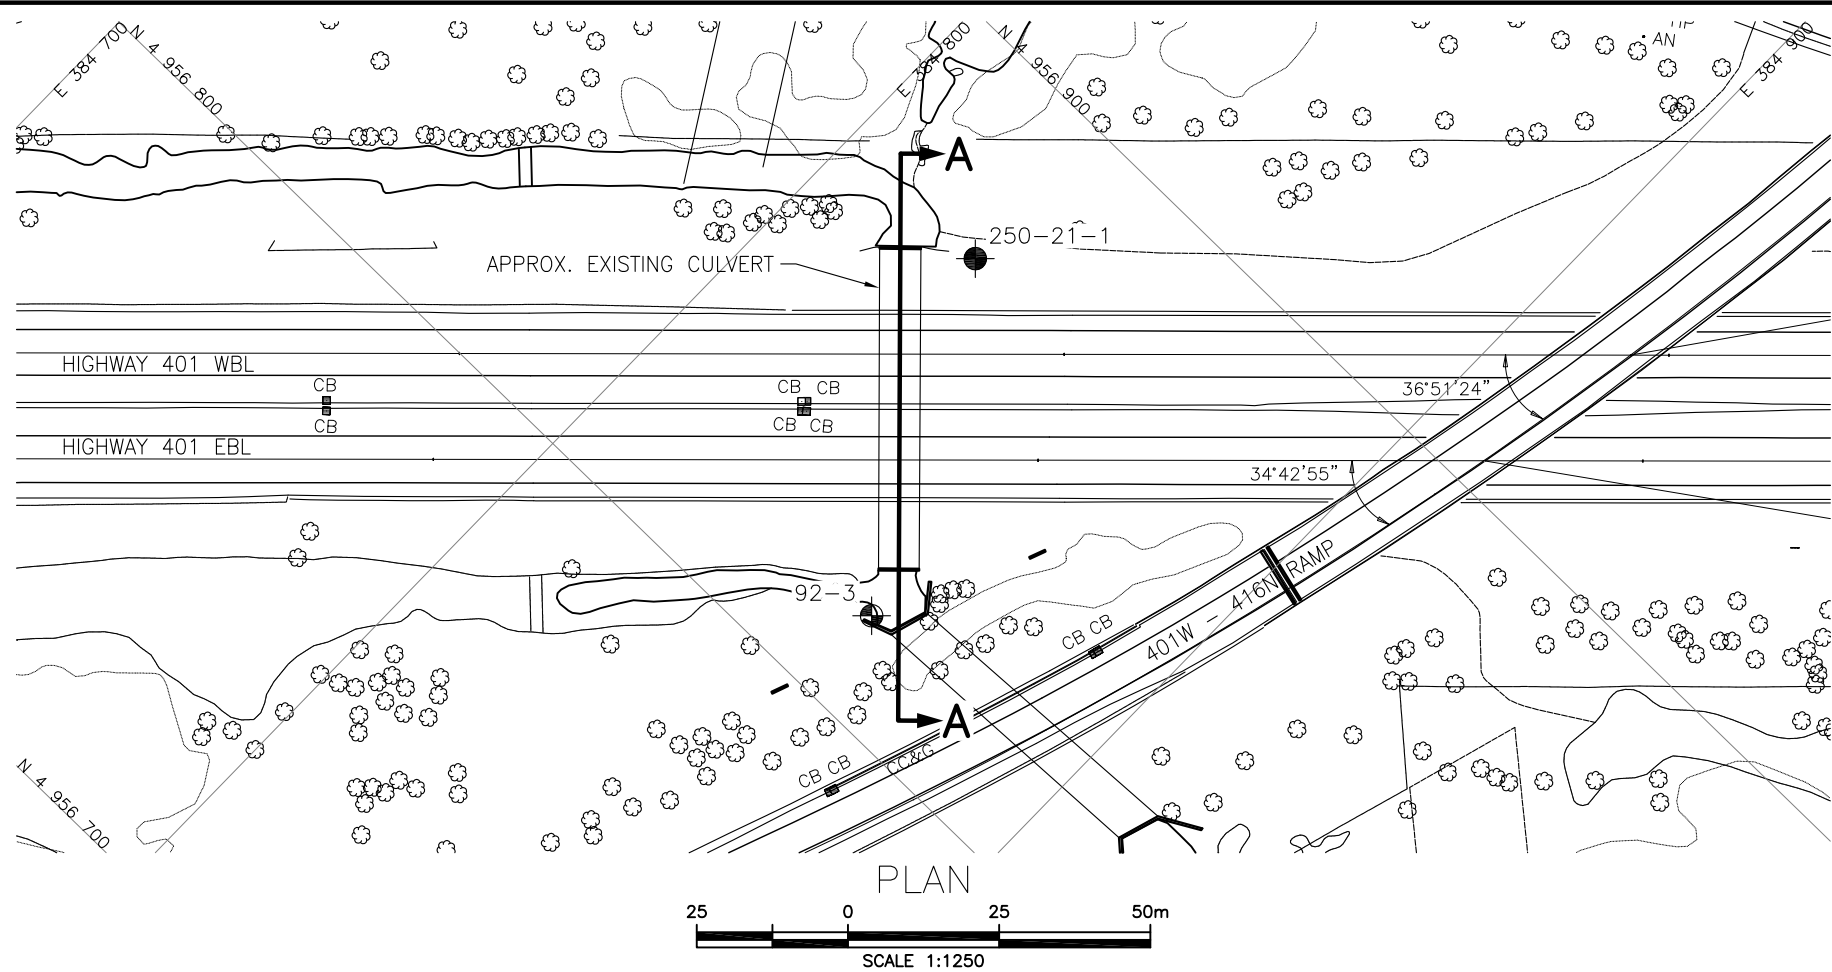 E 384 700
N 4 956 800
E 384 800
N 4 956 900
E 384 900
AN
A
250-21-1
APPROX. EXISTING CULVERT
HIGHWAY 401 WBL
CB
CB CB
36°51'24"
CB
CB CB
HIGHWAY 401 EBL
34°42'55"
92-3
401W - 416N RAMP
CB CB
A
CC&G
CB CB
N 4 956 700
PLAN
25 0 25 50m
SCALE 1:1250